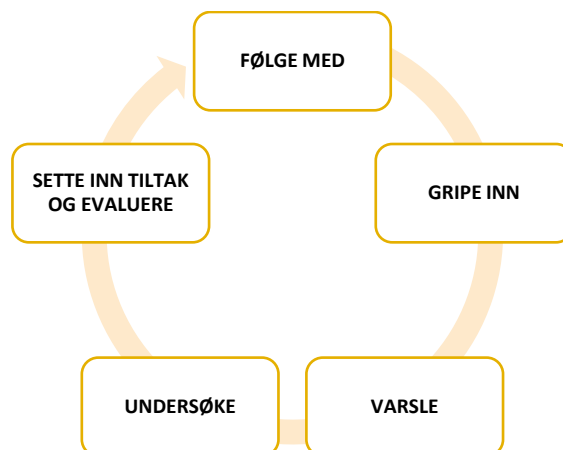 FØLGE MED
GRIPE INN
VARSLE
UNDERSØKE
SETTE INN TILTAK
OG EVALUERE